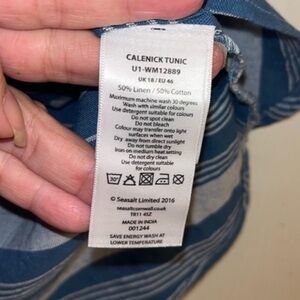 CALENICK TUNIC
U1-WM12889
UK 18 / EU 46
50% Linen / 50% Cotton
Maximum machine wash 30 degrees
Wash with similar colours
Use detergent suitable for colours
Do not spot clean
Do not bleach
Colour may transfer onto light
surfaces when wet
Dry away from direct sunlight
Do not tumble dry
Iron on medium heat setting
Do not dry clean
Use detergent suitable
for colours
30°
© Seasalt Limited 2016
seasaltcornwall.co.uk
TR11 4SZ
MADE IN INDIA
001244
SAVE ENERGY WASH AT
LOWER TEMPERATURE